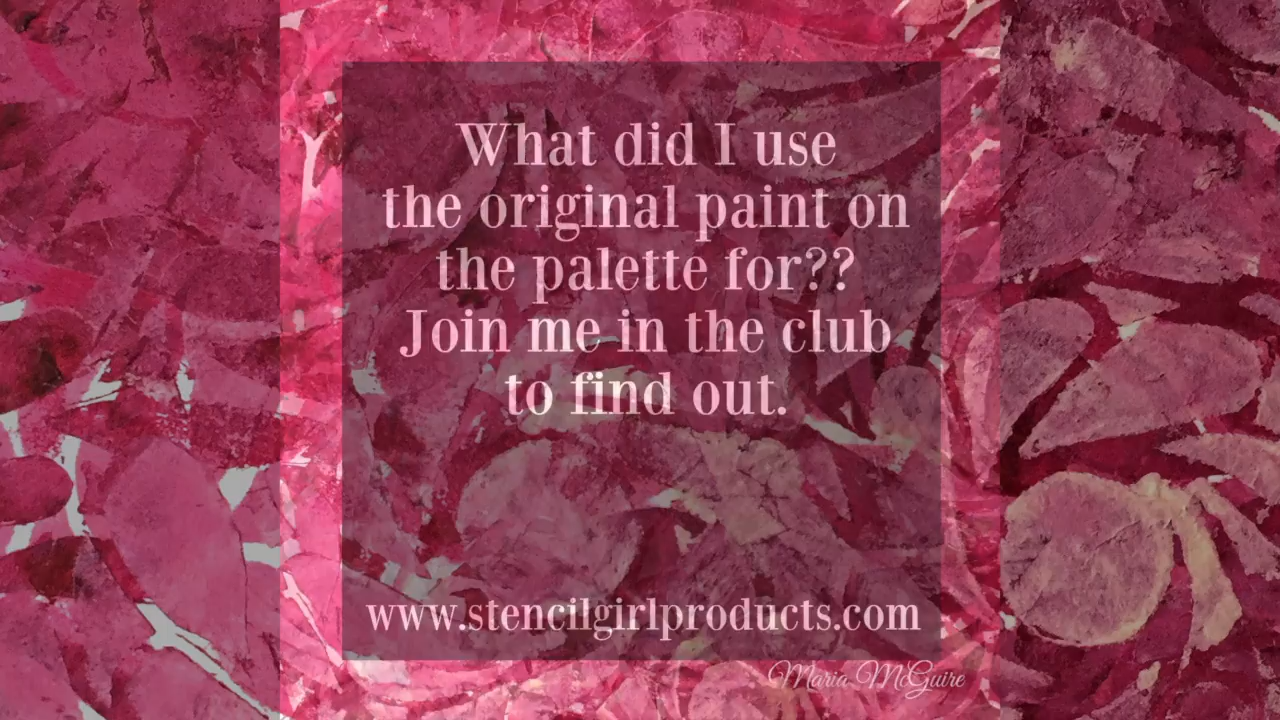 What did I use
the original paint on
the palette for??
Join me in the club
to find out.
www.stencilgirlproducts.com
Maria McGuire